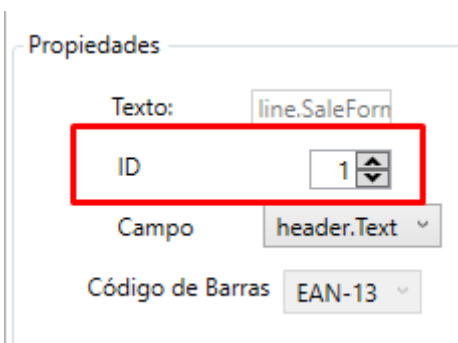 Propiedades
Texto: line.SaleForn
ID 1
Campo header.Text
Código de Barras EAN-13